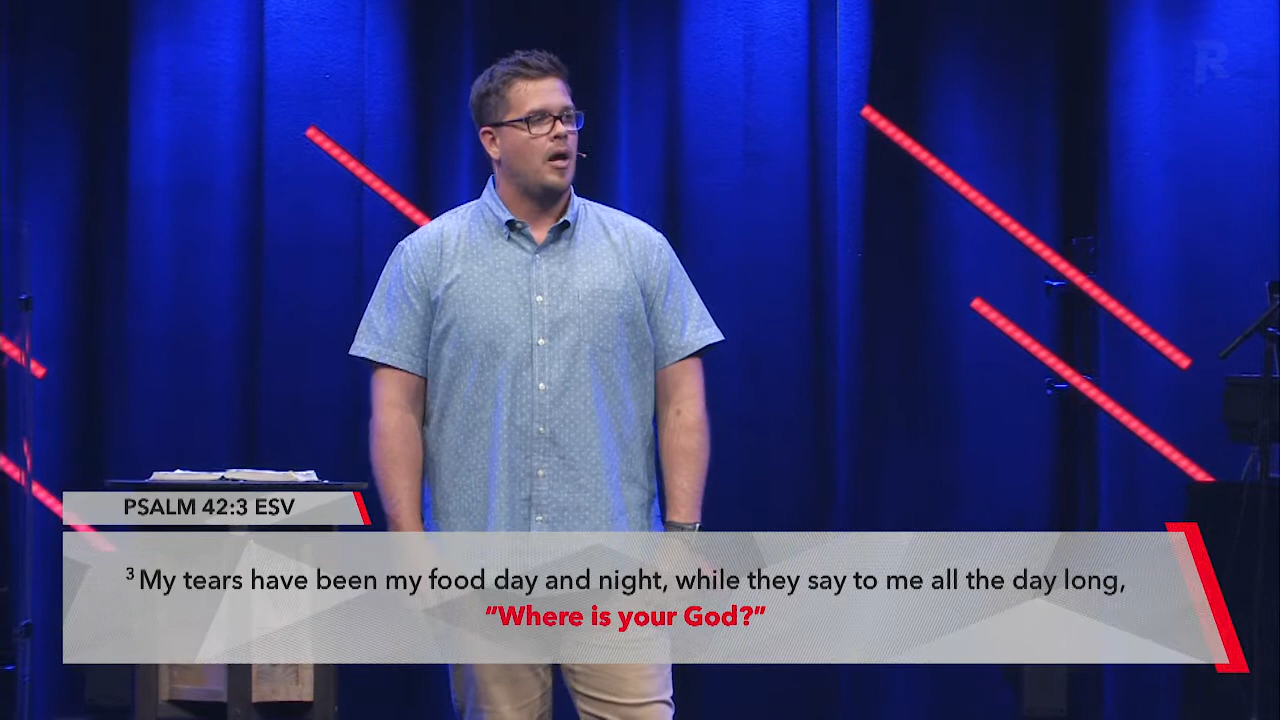 R
PSALM 42:3 ESV
³ My tears have been my food day and night, while they say to me all the day long,
"Where is your God?"